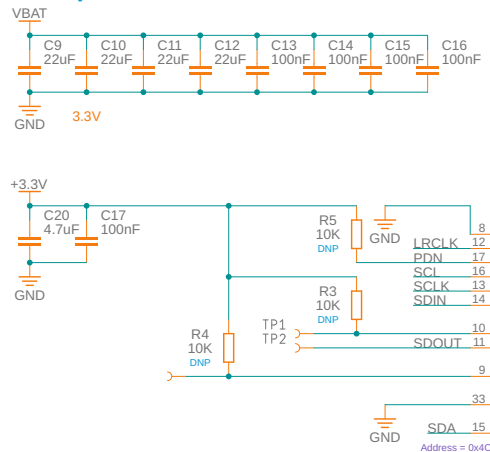 VBAT
C9 C10 C11 C12 C13 C14 C15 C16
22uF 22uF 22uF 22uF 100nF 100nF 100nF 100nF
GND
3.3V
+3.3V
C20 C17
4.7uF 100nF
GND
R5
10K
DNP
GND
8
LRCLK 12
PDN 17
SCL 16
SCLK 13
SDIN 14
R3
10K
DNP
TP1
TP2
10
SDOUT 11
R4
10K
DNP
9
33
GND
SDA 15
Address = 0x4C